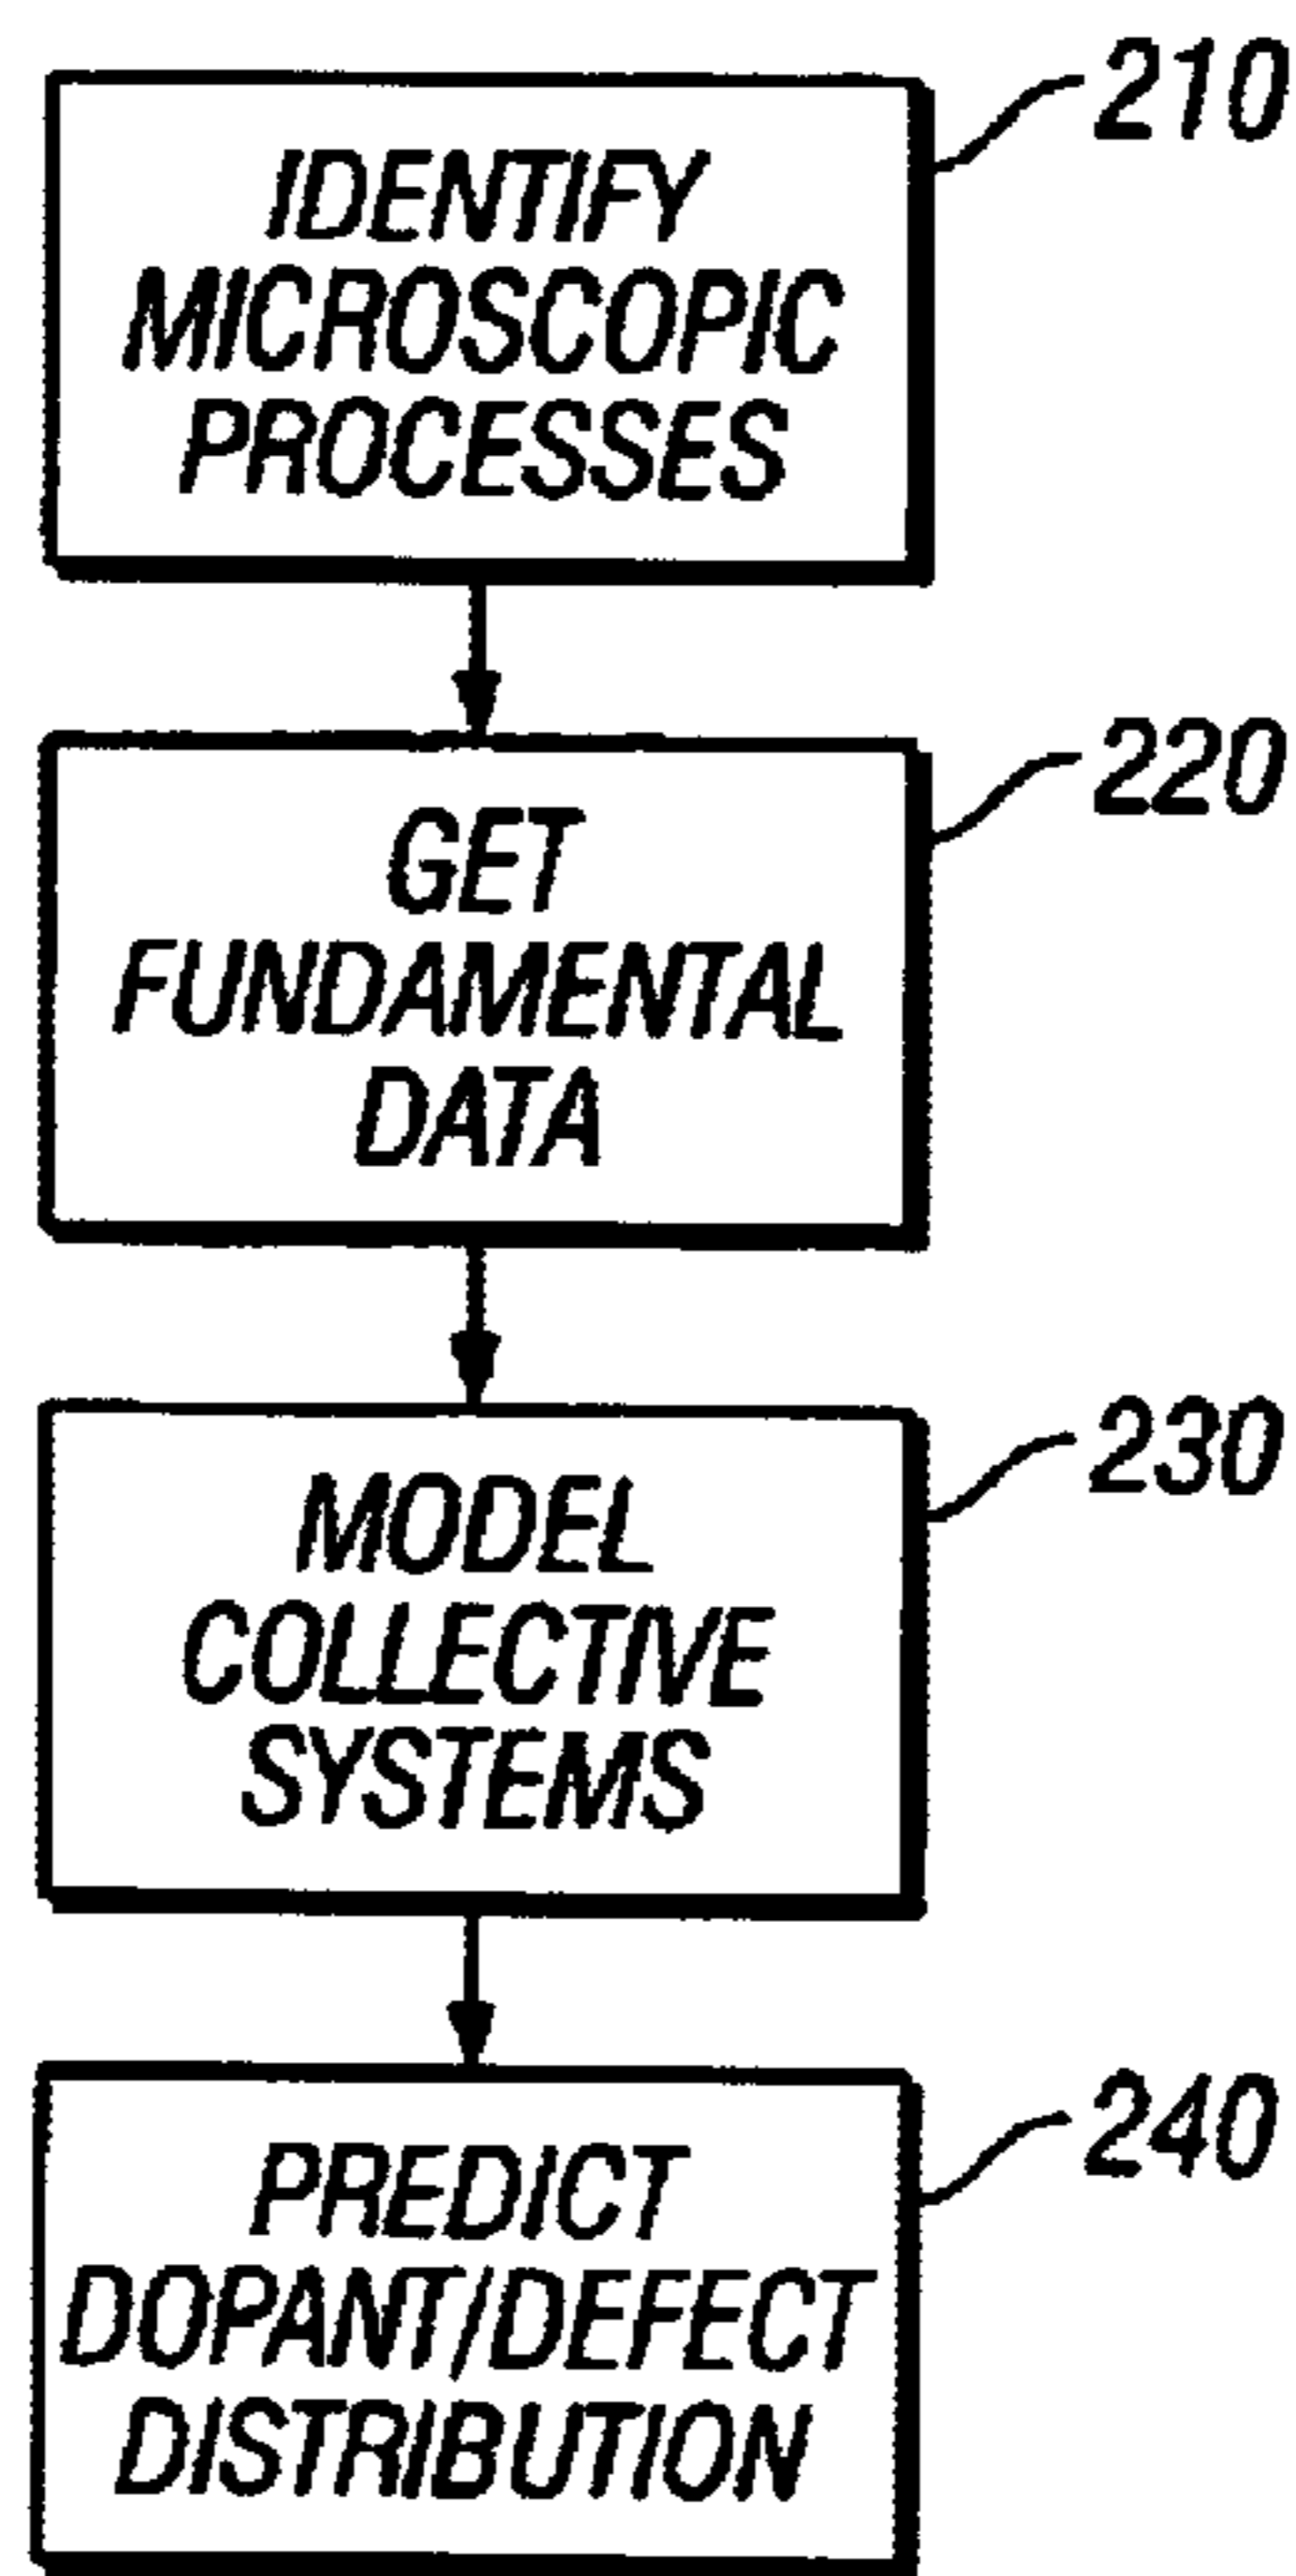 210
IDENTIFY
MICROSCOPIC
PROCESSES
220
GET
FUNDAMENTAL
DATA
230
MODEL
COLLECTIVE
SYSTEMS
240
PREDICT
DOPANT/DEFECT
DISTRIBUTION